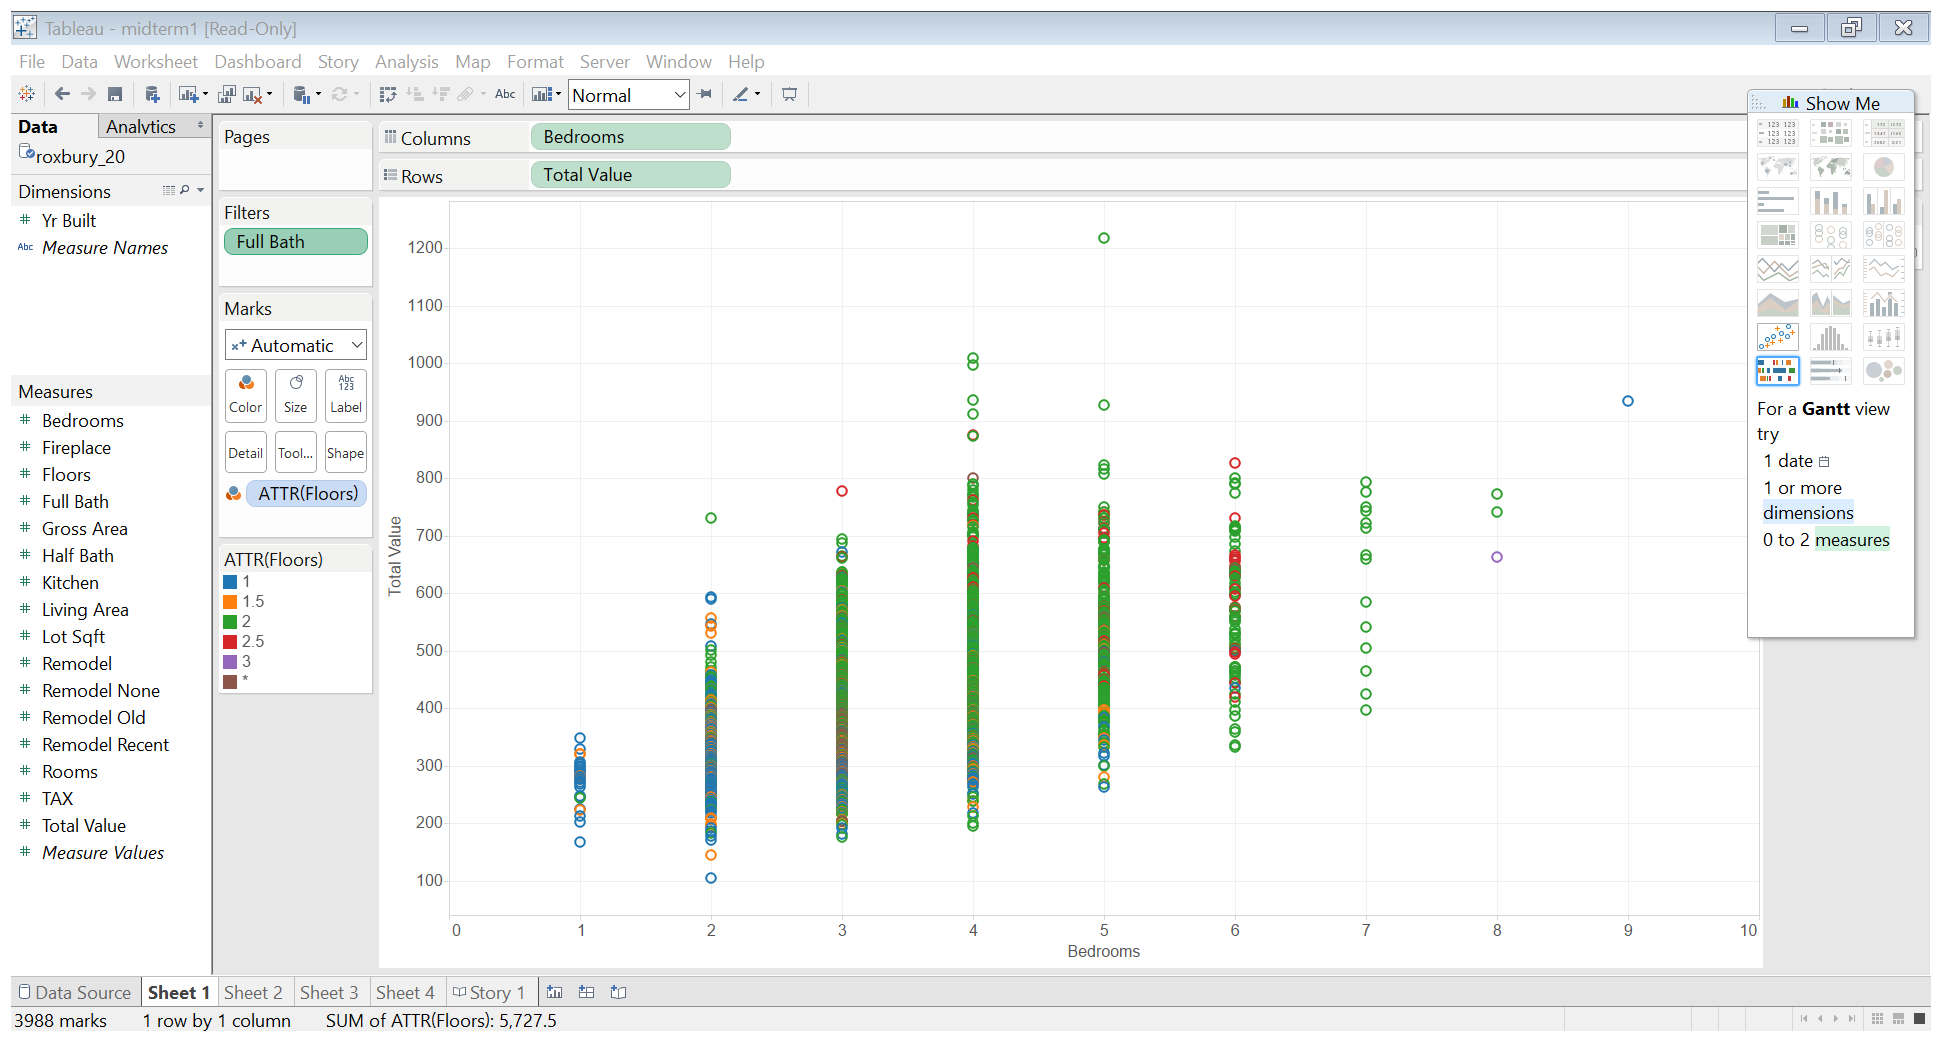 Tableau - midterm1 [Read-Only]
File Data Worksheet Dashboard Story Analysis Map Format Server Window Help
Abc
Normal
Data
Analytics
roxbury_20
Dimensions
# Yr Built
Abc Measure Names
Measures
# Bedrooms
# Fireplace
# Floors
# Full Bath
# Gross Area
# Half Bath
# Kitchen
# Living Area
# Lot Sqft
# Remodel
# Remodel None
# Remodel Old
# Remodel Recent
# Rooms
# TAX
# Total Value
# Measure Values
Pages
Filters
Full Bath
Marks
Automatic
Color
Size
Abc
123
Label
Detail
Tool...
Shape
ATTR(Floors)
ATTR(Floors)
1
1.5
2
2.5
3
*
Columns
Bedrooms
Rows
Total Value
Total Value
1200
1100
1000
900
800
700
600
500
400
300
200
100
0 1 2 3 4 5 6 7 8 9 10
Bedrooms
Show Me
For a Gantt view
try
1 date
1 or more
dimensions
0 to 2 measures
Data Source
Sheet 1
Sheet 2
Sheet 3
Sheet 4
Story 1
3988 marks
1 row by 1 column
SUM of ATTR(Floors): 5,727.5